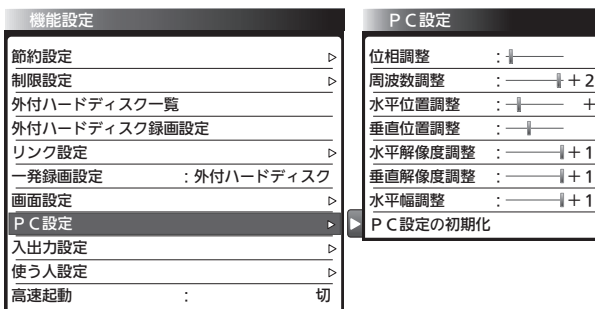 機能設定
節約設定
制限設定
外付ハードディスク一覧
外付ハードディスク録画設定
リンク設定
一発録画設定 :外付ハードディスク
画面設定
PC設定
入出力設定
使う人設定
高速起動 : 切
PC設定
位相調整 :
周波数調整 : +2
水平位置調整 : +
垂直位置調整 :
水平解像度調整 : +1
垂直解像度調整 : +1
水平幅調整 : +1
PC設定の初期化